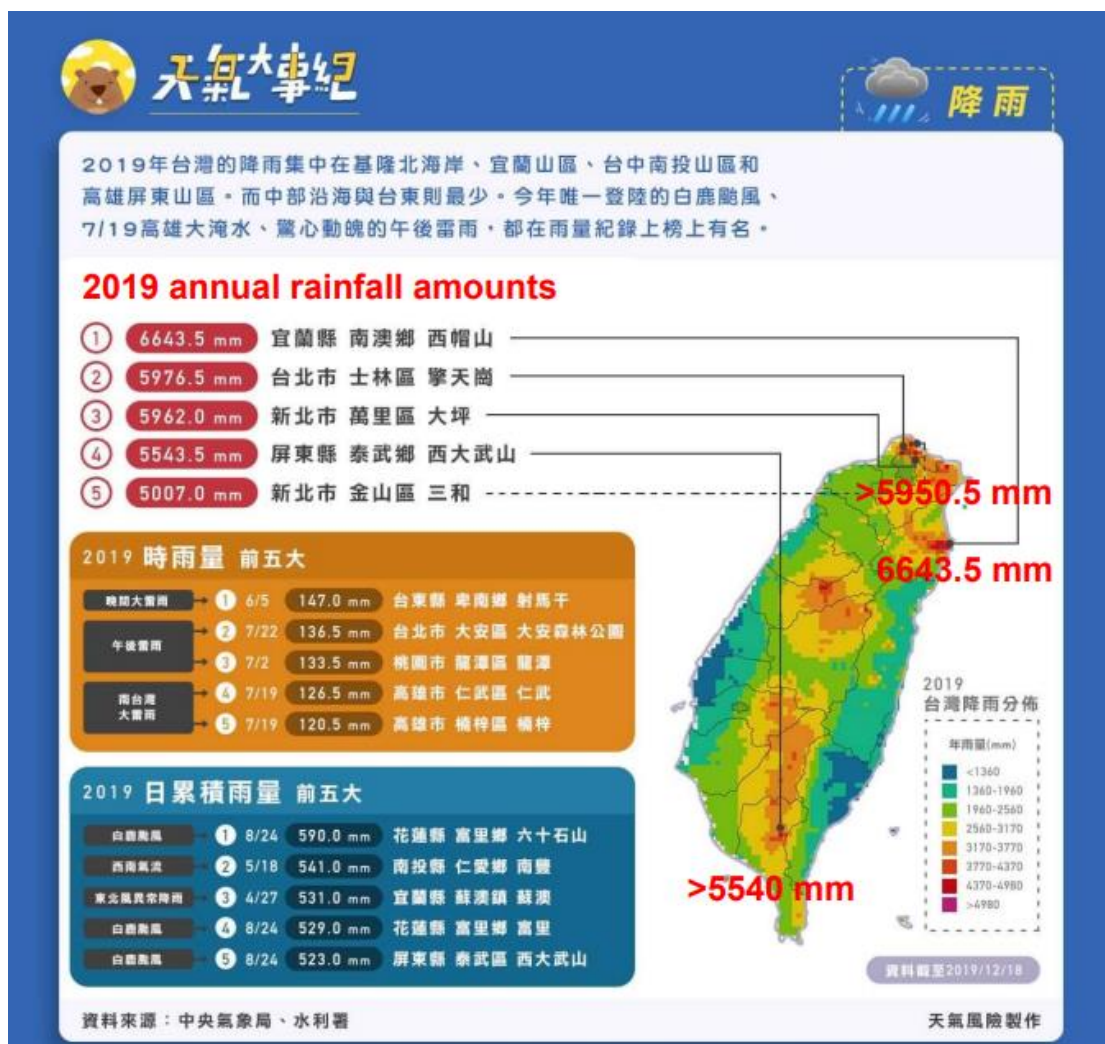 天氣大事紀
降雨
2019年台灣的降雨集中在基隆北海岸、宜蘭山區、台中南投山區和
高雄屏東山區。而中部沿海與台東則最少。今年唯一登陸的白鹿颱風、
7/19高雄大淹水、驚心動魄的午後雷雨,都在雨量紀錄上榜上有名。
2019 annual rainfall amounts
1 6643.5 mm 宜蘭縣 南澳鄉 西帽山
2 5976.5 mm 台北市 士林區 擎天崗
3 5962.0 mm 新北市 萬里區 大坪
4 5543.5 mm 屏東縣 泰武鄉 西大武山
5 5007.0 mm 新北市 金山區 三和
>5950.5 mm
6643.5 mm
>5540 mm
2019 時雨量 前五大
晚間大雷雨 1 6/5 147.0 mm 台東縣 卑南鄉 射馬干
午後雷雨 2 7/22 136.5 mm 台北市 大安區 大安森林公園
3 7/2 133.5 mm 桃園市 龍潭區 龍潭
南台灣
大雷雨
4 7/19 126.5 mm 高雄市 仁武區 仁武
5 7/19 120.5 mm 高雄市 楠梓區 楠梓
2019 日累積雨量 前五大
白鹿颱風 1 8/24 590.0 mm 花蓮縣 富里鄉 六十石山
西南氣流 2 5/18 541.0 mm 南投縣 仁愛鄉 南豐
東北風異常降雨 3 4/27 531.0 mm 宜蘭縣 蘇澳鎮 蘇澳
白鹿颱風 4 8/24 529.0 mm 花蓮縣 富里鄉 富里
白鹿颱風 5 8/24 523.0 mm 屏東縣 泰武區 西大武山
2019
台灣降雨分佈
年雨量(mm)
<1360
1360-1960
1960-2560
2560-3170
3170-3770
3770-4370
4370-4980
>4980
資料截至2019/12/18
資料來源：中央氣象局、水利署
天氣風險製作